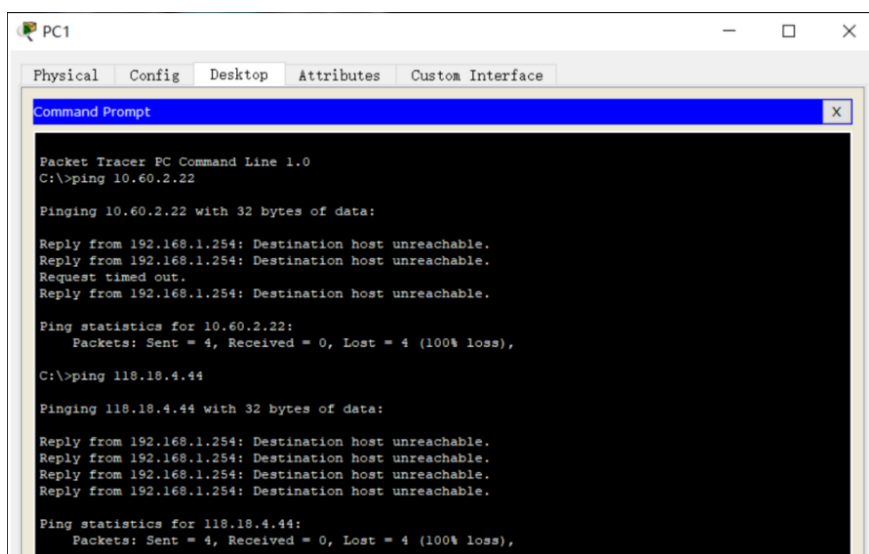 PC1
Physical Config Desktop Attributes Custom Interface
Command Prompt
X
Packet Tracer PC Command Line 1.0
C:\>ping 10.60.2.22
Pinging 10.60.2.22 with 32 bytes of data:
Reply from 192.168.1.254: Destination host unreachable.
Reply from 192.168.1.254: Destination host unreachable.
Request timed out.
Reply from 192.168.1.254: Destination host unreachable.
Ping statistics for 10.60.2.22:
    Packets: Sent = 4, Received = 0, Lost = 4 (100% loss),
C:\>ping 118.18.4.44
Pinging 118.18.4.44 with 32 bytes of data:
Reply from 192.168.1.254: Destination host unreachable.
Reply from 192.168.1.254: Destination host unreachable.
Reply from 192.168.1.254: Destination host unreachable.
Reply from 192.168.1.254: Destination host unreachable.
Ping statistics for 118.18.4.44:
    Packets: Sent = 4, Received = 0, Lost = 4 (100% loss),